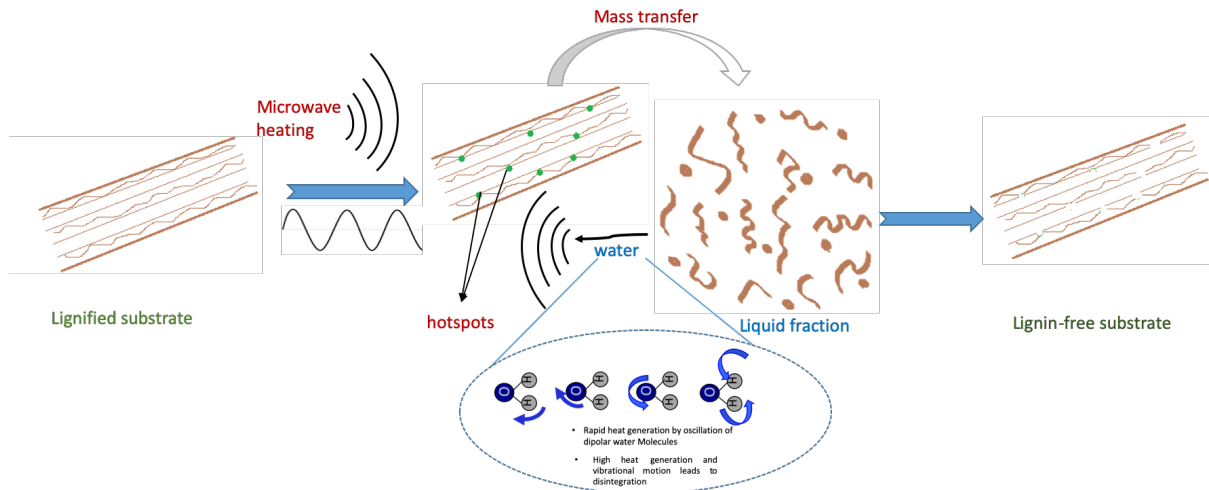 Mass transfer
Microwave
heating
water
hotspots
Lignified substrate
Liquid fraction
Lignin-free substrate
O H H
O H H
O H H
O H H
• Rapid heat generation by oscillation of
dipolar water Molecules
• High heat generation and
vibrational motion leads to
disintegration